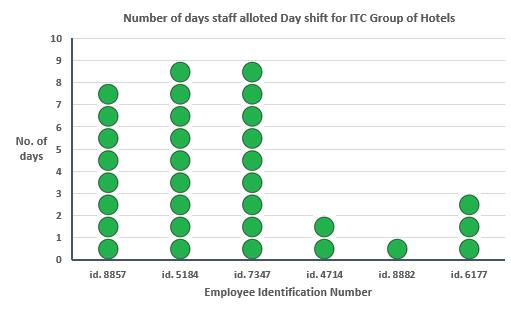 Number of days staff alloted Day shift for ITC Group of Hotels
10
9
8
7
6
5
4
3
2
1
0
No. of
days
id. 8857 id. 5184 id. 7347 id. 4714 id. 8882 id. 6177
Employee Identification Number